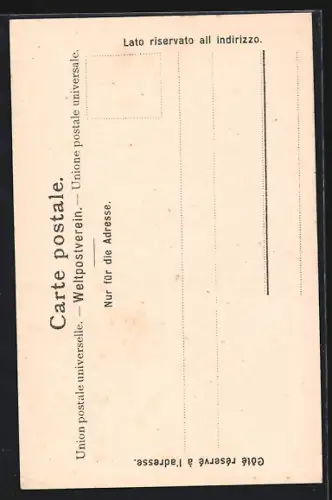 Carte postale.
Union postale universelle. — Weltpostverein. — Unione postale universale.
Nur für die Adresse.
Côté réservé à l'adresse.
Lato riservato all indirizzo.